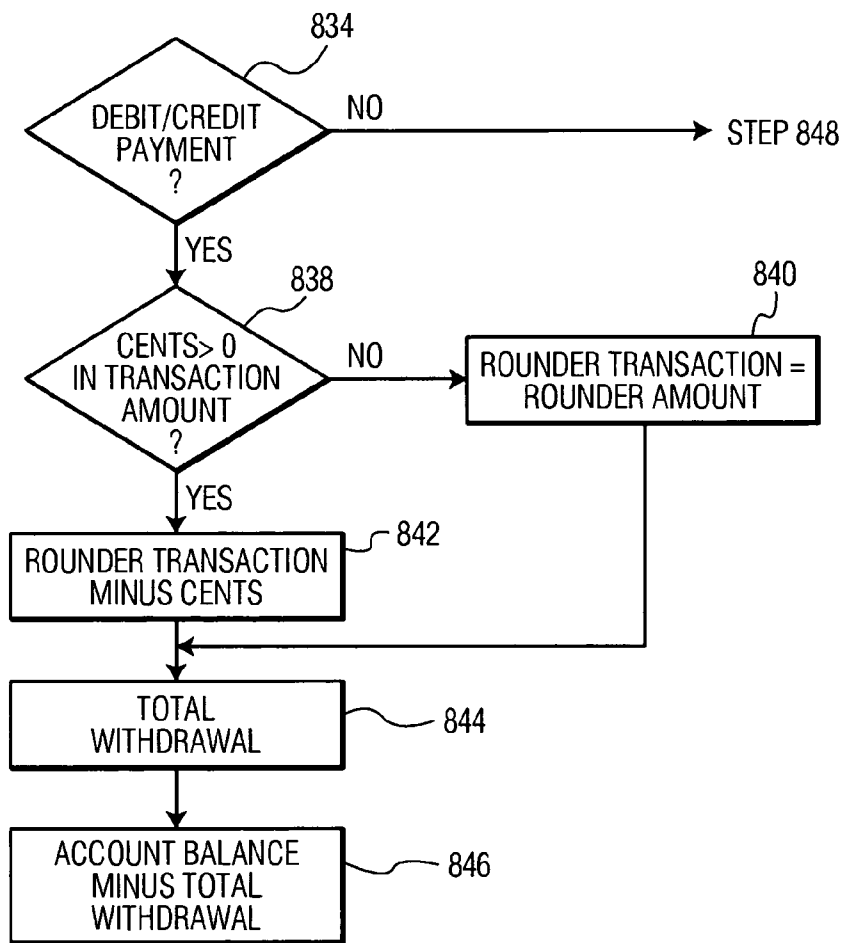 834
DEBIT/CREDIT
PAYMENT
?
NO
STEP 848
YES
838
CENTS> 0
IN TRANSACTION
AMOUNT
?
NO
840
ROUNDER TRANSACTION =
ROUNDER AMOUNT
YES
842
ROUNDER TRANSACTION
MINUS CENTS
TOTAL
WITHDRAWAL
844
ACCOUNT BALANCE
MINUS TOTAL
WITHDRAWAL
846